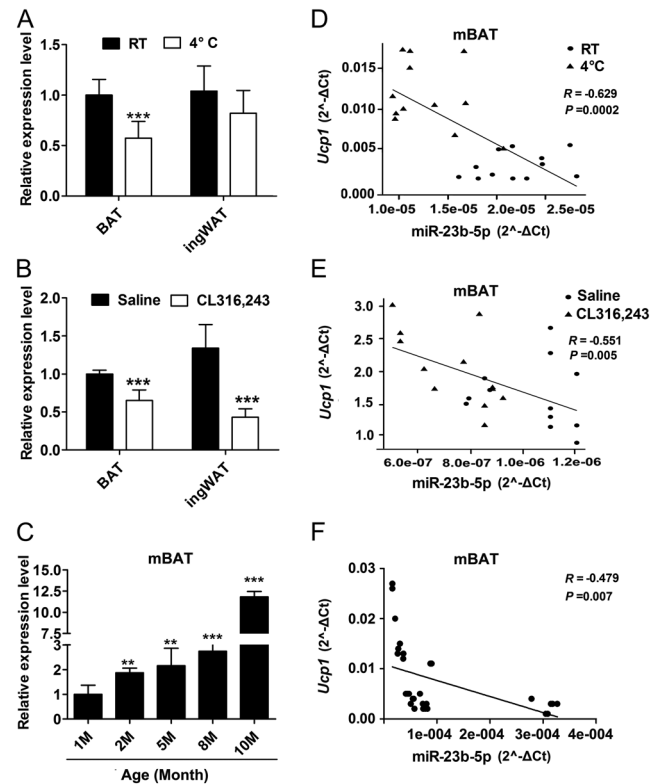 A
RT 4° C
Relative expression level
1.5
1.0
0.5
0.0
***
BAT
ingWAT
D
mBAT
RT
4°C
R = -0.629
P =0.0002
Ucp1 (2^-ΔCt)
0.015
0.010
0.005
0.000
1.0e-05 1.5e-05 2.0e-05 2.5e-05
miR-23b-5p (2^-ΔCt)
B
Saline CL316,243
Relative expression level
2.0
1.5
1.0
0.5
0.0
***
***
BAT
ingWAT
E
mBAT
Saline
CL316,243
R = -0.551
P =0.005
Ucp1 (2^-ΔCt)
3.0
2.5
2.0
1.5
1.0
6.0e-07 8.0e-07 1.0e-06 1.2e-06
miR-23b-5p (2^-ΔCt)
C
mBAT
Relative expression level
15.0
12.5
10.0
7.5
3
2
1
0
**
**
***
***
1M 2M 5M 8M 10M
Age (Month)
F
mBAT
R = -0.479
P =0.007
Ucp1 (2^-ΔCt)
0.03
0.02
0.01
0.00
0 1e-004 2e-004 3e-004 4e-004
miR-23b-5p (2^-ΔCt)